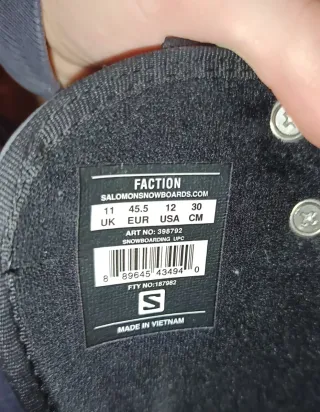 FACTION
SALOMONSNOWBOARDS.COM
11 45.5 12 30
UK EUR USA CM
ART NO: 398792
SNOWBOARDING UPC
8 89645 43494 0
FTY NO:187982
S
MADE IN VIETNAM